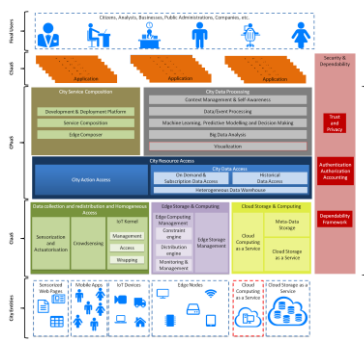 Citizens, Analysts, Businesses, Public Administrations, Companies, etc.
Final Users
CSaaS
Application
Application
Application
Security & Dependability
City Service Composition
Development & Deployment Platform
Service Composition
Edge Composer
City Data Processing
Context Management & Self-Awareness
Data/Event Processing
Machine Learning, Predictive Modelling and Decision-Making
Big Data Analysis
Visualisation
Trust
and
Privacy
CPaaS
City Resource Access
City Action Access
City Data Access
On Demand &
Subscription Data Access
Historical
Data Access
Heterogeneous Data Warehouse
Authentication
Authorization
Accounting
Data collection and redistribution and Homogeneous
Access
Sensorization
and
Actuatorisation
Crowdsensing
IoT Kernel
Management
Access
Wrapping
Edge Storage & Computing
Edge Computing
Management
Constraint
engine
Distribution
engine
Monitoring &
Management
Edge Storage
Management
Cloud Storage & Computing
Cloud
Computing
as a Service
Meta-Data
Storage
Cloud Storage
as a Service
Dependability
Framework
City Entities
Sensorized
Web Pages
Mobile Apps
IoT Devices
Edge Nodes
Cloud
Computing
as a Service
Cloud Storage as a
Service